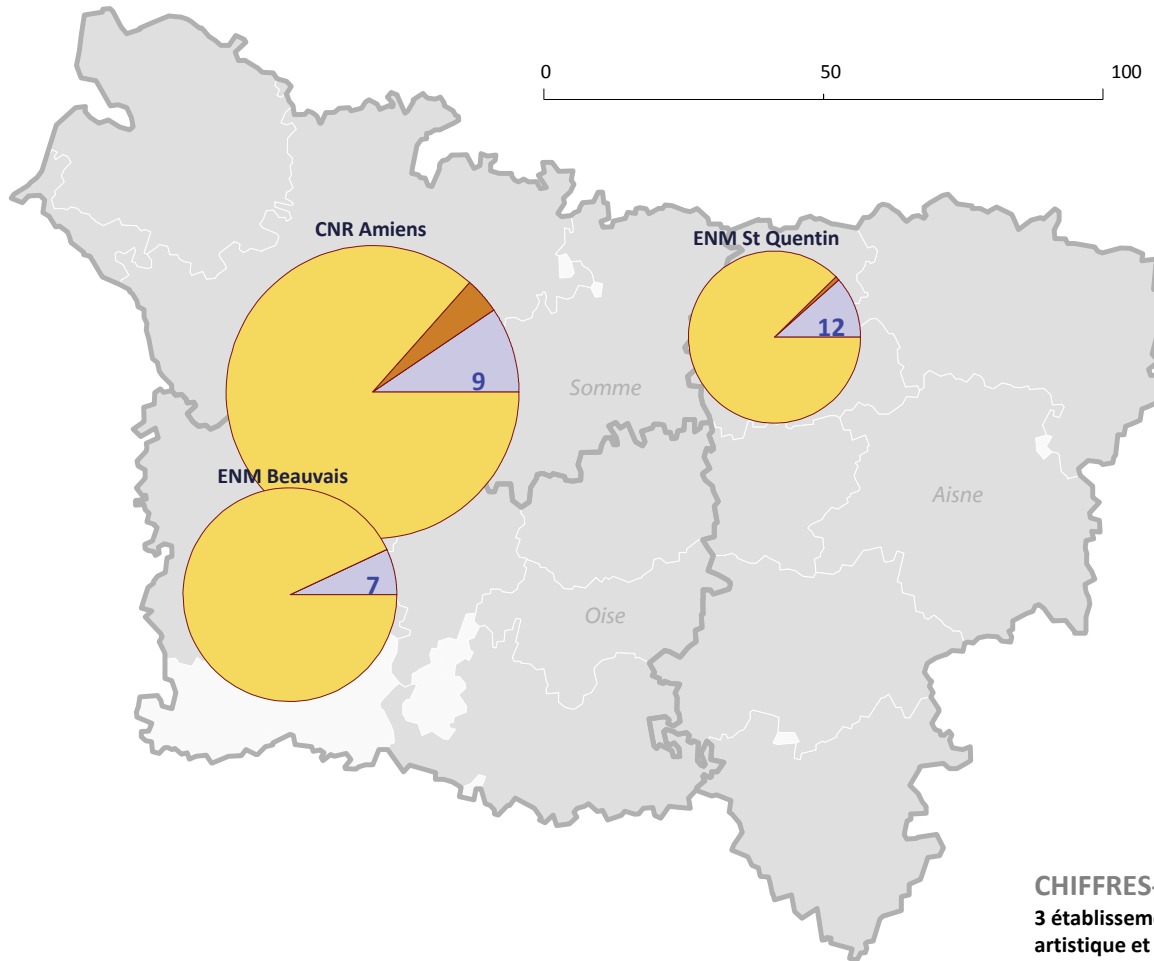 0 50 100
CNR Amiens
ENM St Quentin
12
9
Somme
ENM Beauvais
Aisne
7
Oise
CHIFFRES-
3 établisseme
artistique et